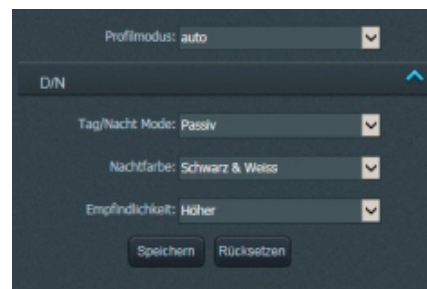 Profilmodus: auto
D/N
Tag/Nacht Mode: Passiv
Nachtfarbe: Schwarz & Weiss
Empfindlichkeit: Höher
Speichern Rücksetzen